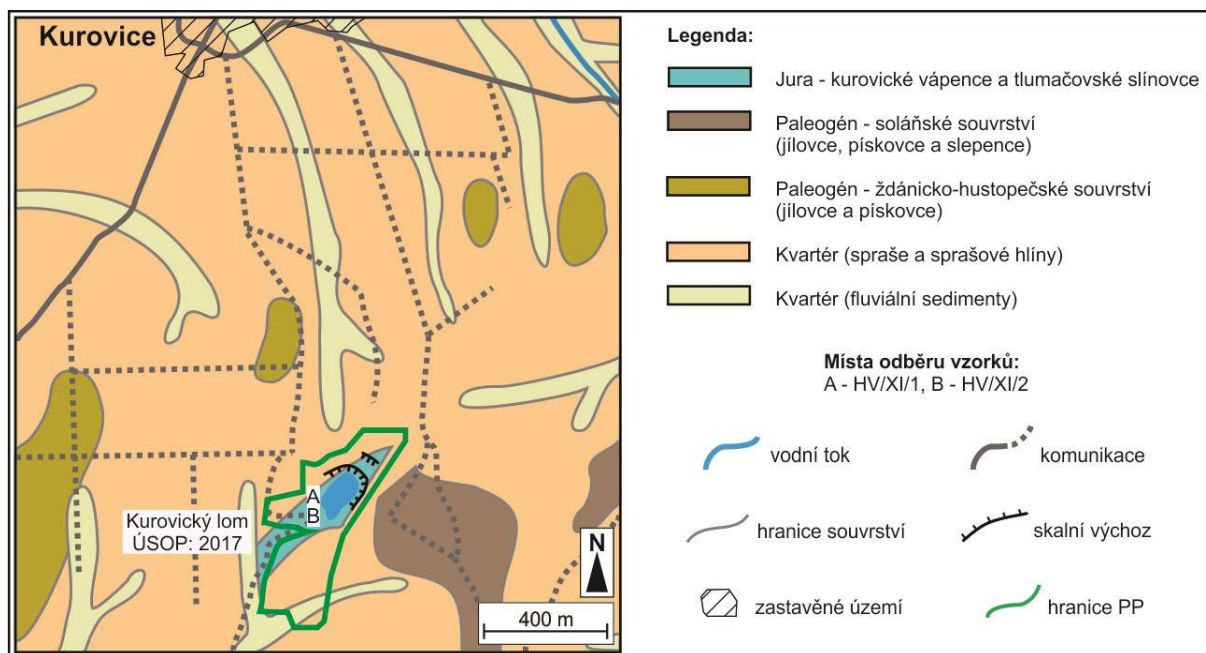 Kurovice
A
B
Kurovický lom
ÚSOP: 2017
N
400 m
Legenda:
Jura - kurovické vápence a tlumačovské slínovce
Paleogén - soláňské souvrství
(jílovce, pískovce a slepence)
Paleogén - ždánicko-hustopečské souvrství
(jílovce a pískovce)
Kvartér (spraše a sprašové hlíny)
Kvartér (fluviální sedimenty)
Místa odběru vzorků:
A - HV/XI/1, B - HV/XI/2
vodní tok
komunikace
hranice souvrství
skalní výchoz
zastavěné území
hranice PP